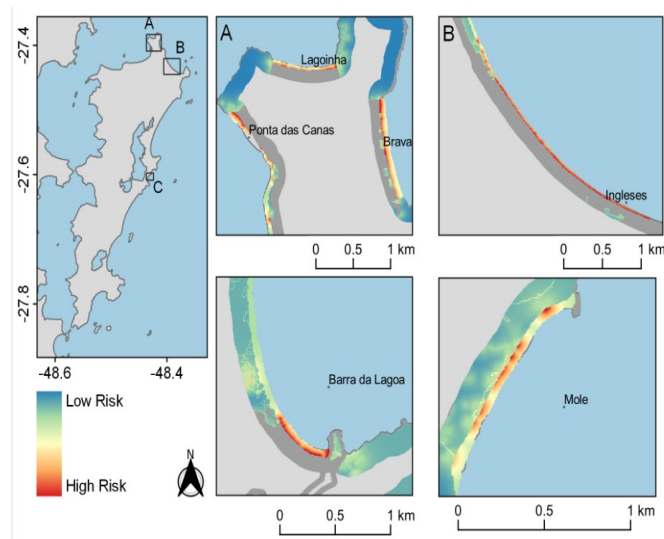 -27.4
-27.6
-27.8
-48.6
-48.4
A
B
C
A
Lagoinha
Ponta das Canas
Brava
0 0.5 1 km
B
Ingleses
0 0.5 1 km
Low Risk
High Risk
N
Barra da Lagoa
0 0.5 1 km
Mole
0 0.5 1 km